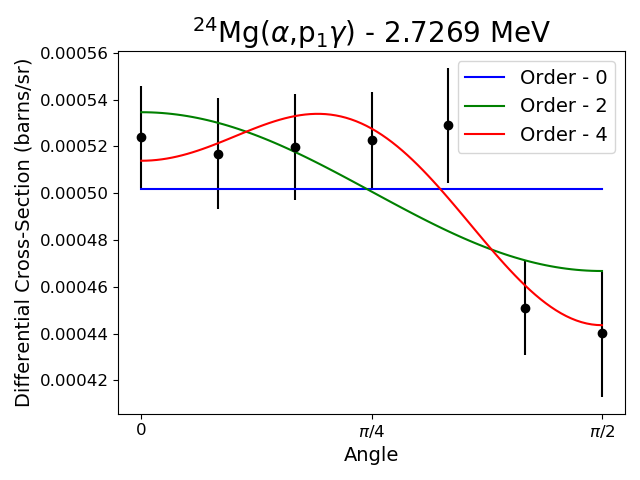 ²⁴Mg(α,p₁γ) - 2.7269 MeV
Differential Cross-Section (barns/sr)
0.00056
0.00054
0.00052
0.00050
0.00048
0.00046
0.00044
0.00042
Order - 0
Order - 2
Order - 4
0 π/4 π/2
Angle